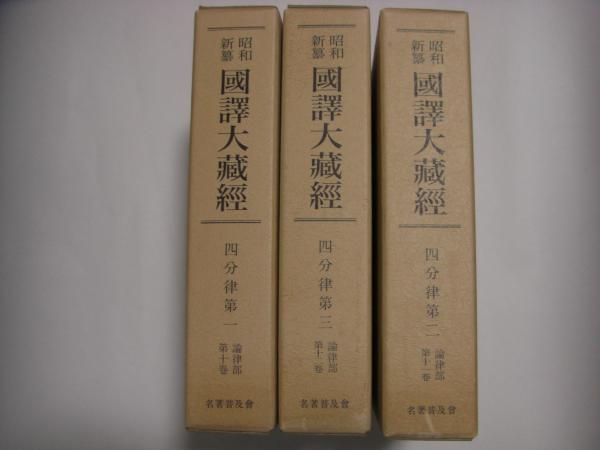 昭和
新纂
國譯大藏經
四分律第一
論律部
第十卷
名著普及會
昭和
新纂
國譯大藏經
四分律第三
論律部
第十二卷
名著普及會
昭和
新纂
國譯大藏經
四分律第二
論律部
第十一卷
名著普及會